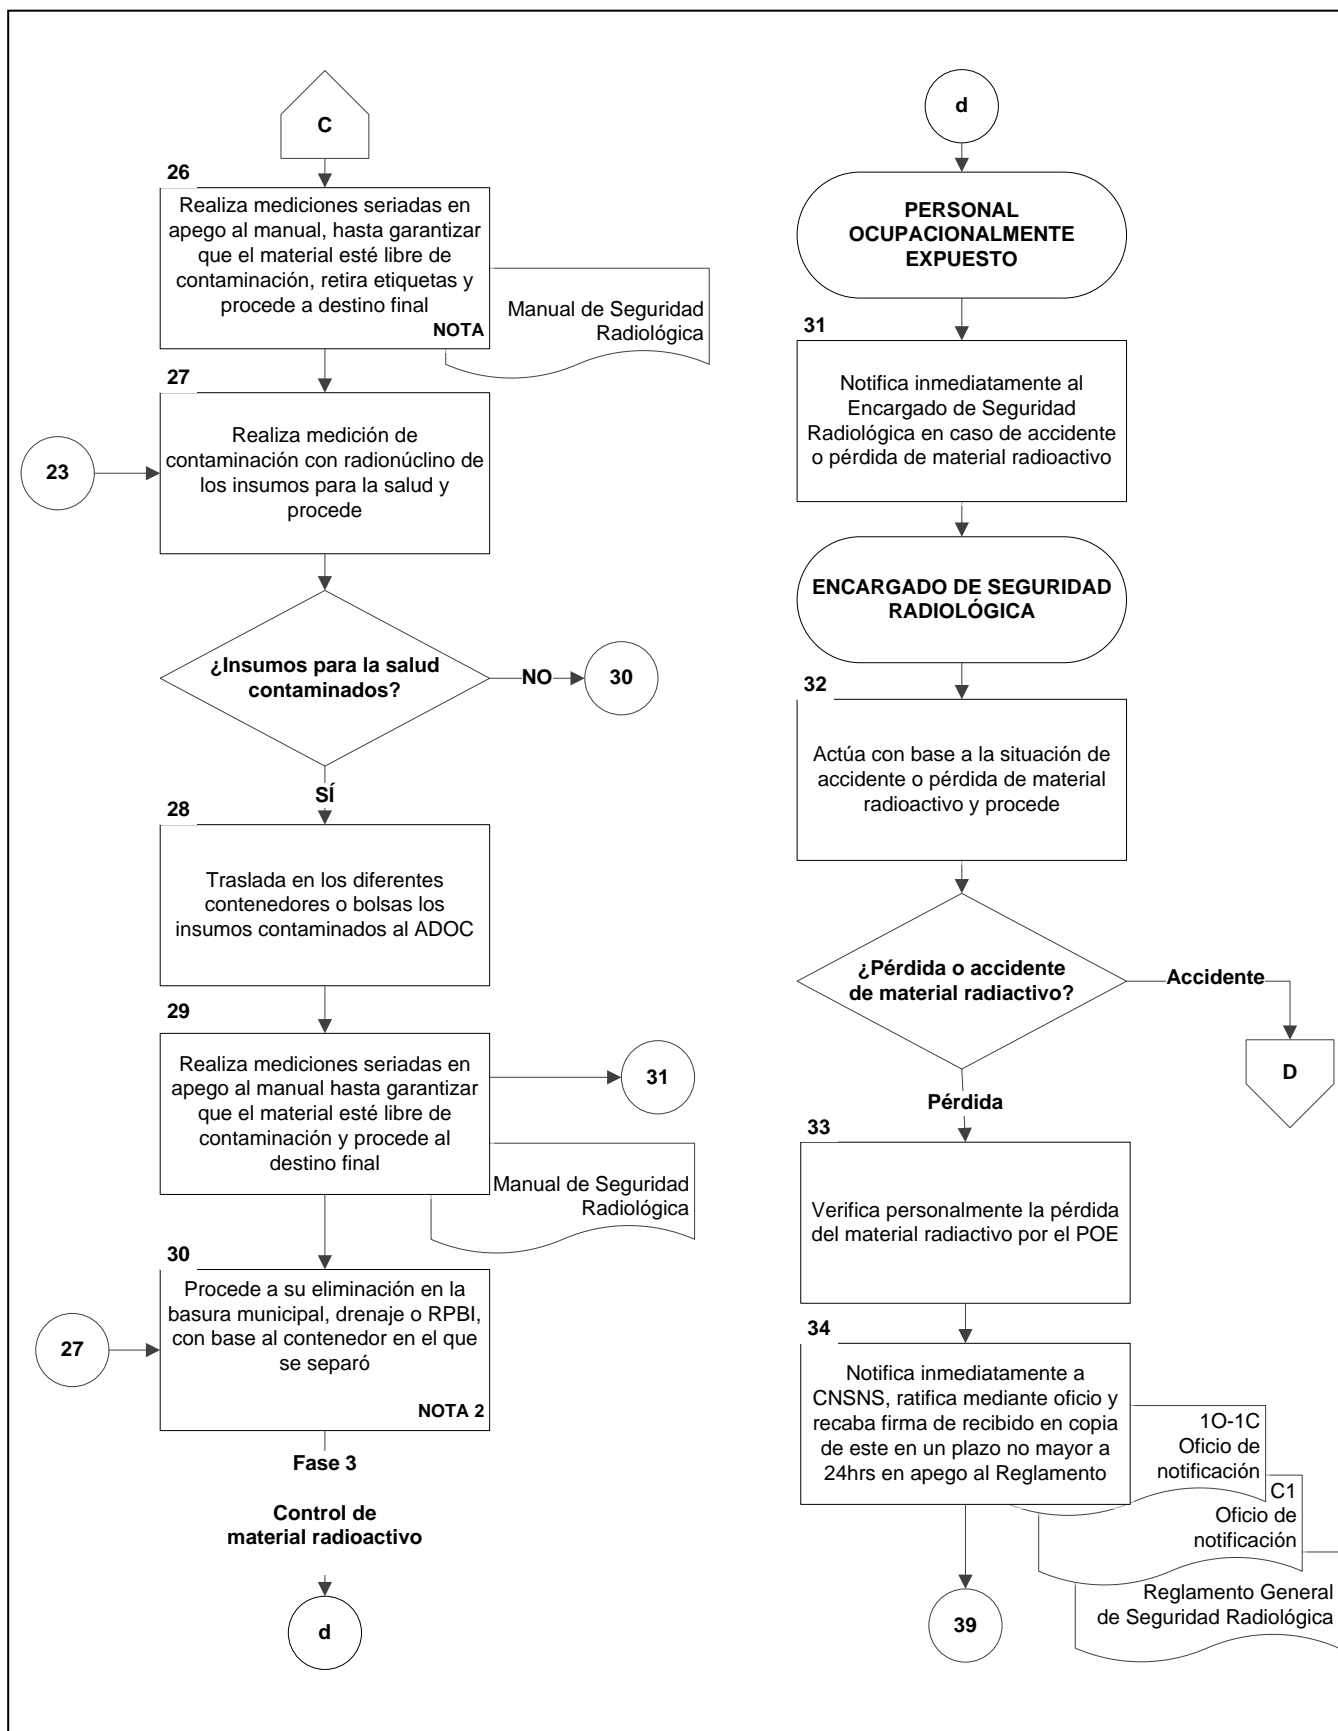 C
26
Realiza mediciones seriadas en
apego al manual, hasta garantizar
que el material esté libre de
contaminación, retira etiquetas y
procede a destino final
NOTA
Manual de Seguridad
Radiológica
27
Realiza medición de
contaminación con radionúclino de
los insumos para la salud y
procede
23
¿Insumos para la salud
contaminados?
NO
30
SÍ
28
Traslada en los diferentes
contenedores o bolsas los
insumos contaminados al ADOC
29
Realiza mediciones seriadas en
apego al manual hasta garantizar
que el material esté libre de
contaminación y procede al
destino final
31
Manual de Seguridad
Radiológica
30
Procede a su eliminación en la
basura municipal, drenaje o RPBI,
con base al contenedor en el que
se separó
NOTA 2
27
Fase 3
Control de
material radioactivo
d
d
PERSONAL
OCUPACIONALMENTE
EXPUESTO
31
Notifica inmediatamente al
Encargado de Seguridad
Radiológica en caso de accidente
o pérdida de material radioactivo
ENCARGADO DE SEGURIDAD
RADIOLÓGICA
32
Actúa con base a la situación de
accidente o pérdida de material
radioactivo y procede
¿Pérdida o accidente
de material radiactivo?
Accidente
D
Pérdida
33
Verifica personalmente la pérdida
del material radiactivo por el POE
34
Notifica inmediatamente a
CNSNS, ratifica mediante oficio y
recaba firma de recibido en copia
de este en un plazo no mayor a
24hrs en apego al Reglamento
1O-1C
Oficio de
notificación
C1
Oficio de
notificación
Reglamento General
de Seguridad Radiológica
39